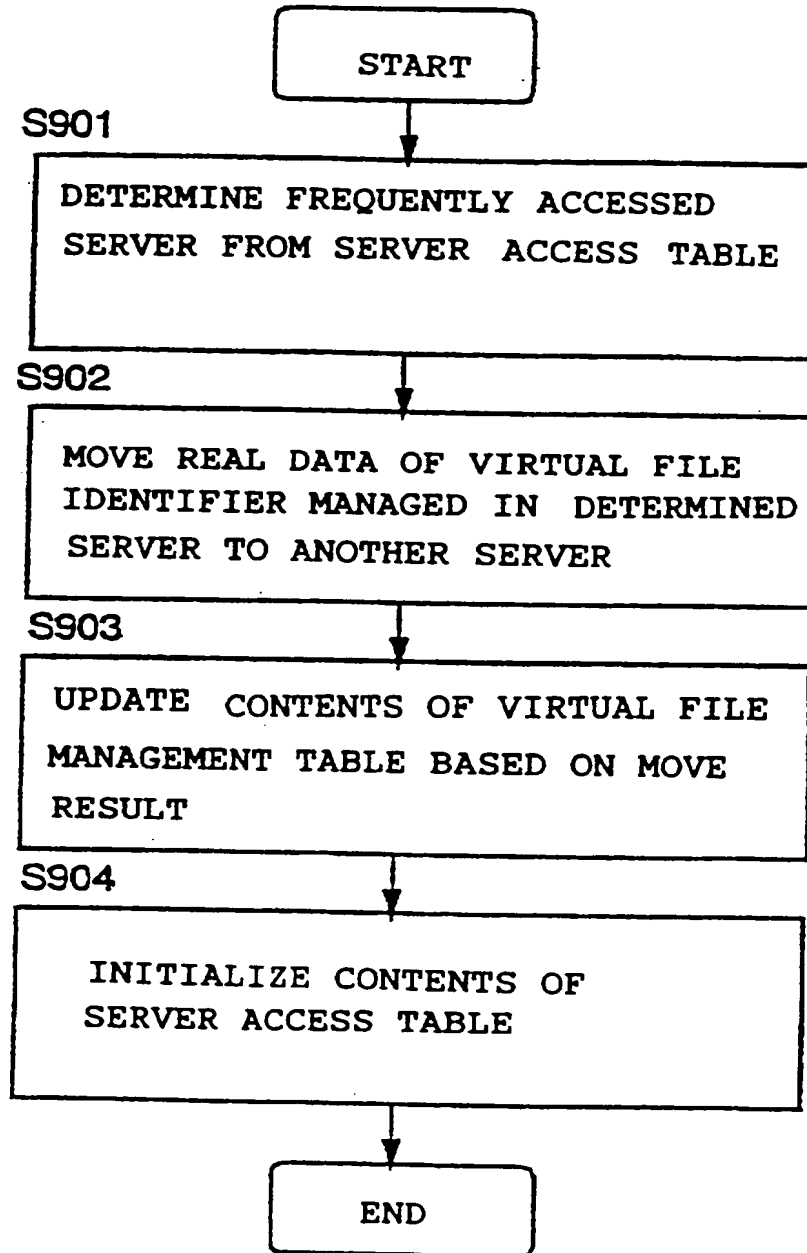 START
S901
DETERMINE FREQUENTLY ACCESSED
SERVER FROM SERVER ACCESS TABLE
S902
MOVE REAL DATA OF VIRTUAL FILE
IDENTIFIER MANAGED IN DETERMINED
SERVER TO ANOTHER SERVER
S903
UPDATE CONTENTS OF VIRTUAL FILE
MANAGEMENT TABLE BASED ON MOVE
RESULT
S904
INITIALIZE CONTENTS OF
SERVER ACCESS TABLE
END